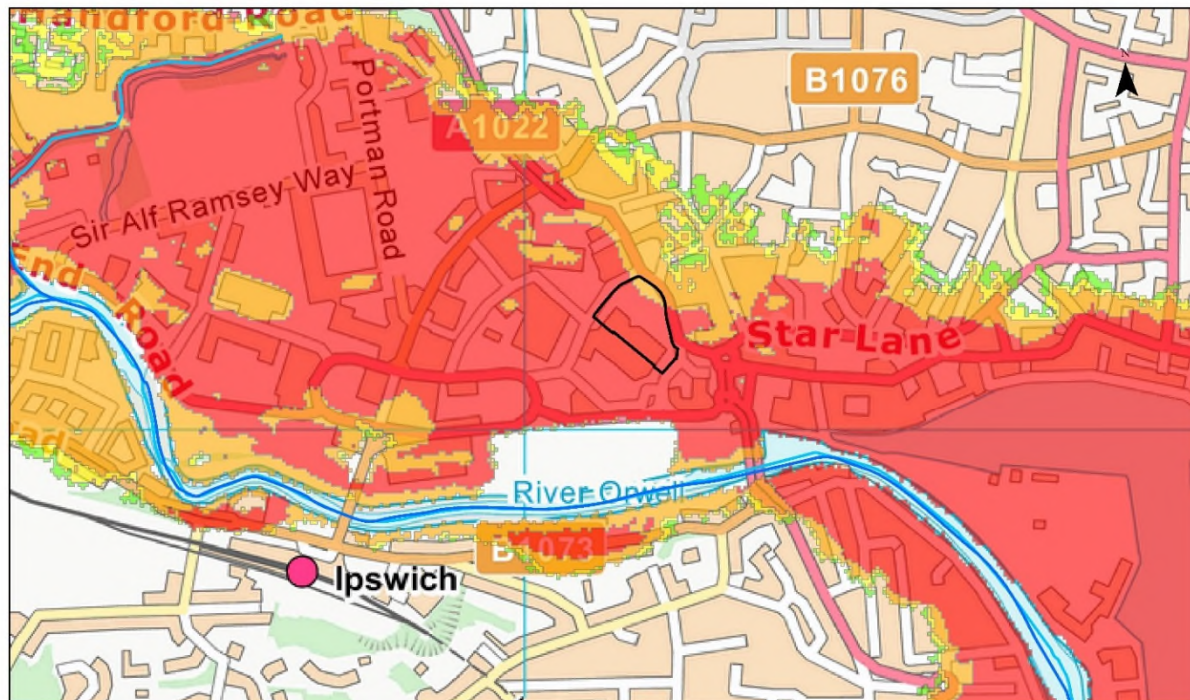 Handford Road
Portman Road
A1022
B1076
N
Sir Alf Ramsey Way
End Road
Star Lane
River Orwell
B1073
Ipswich